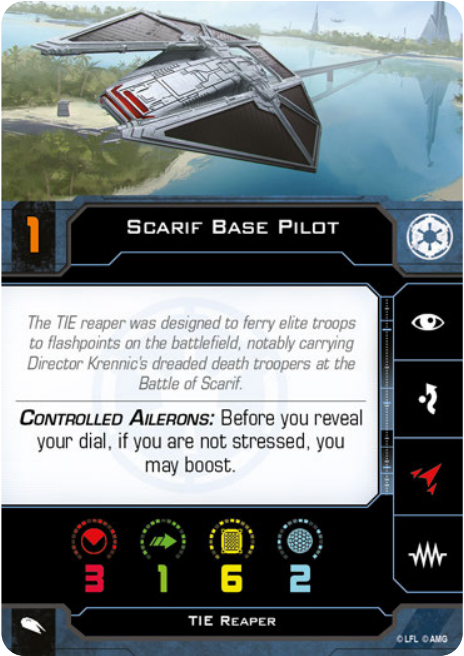 1
SCARIF BASE PILOT
The TIE reaper was designed to ferry elite troops
to flashpoints on the battlefield, notably carrying
Director Krennic's dreaded death troopers at the
Battle of Scarif.
CONTROLLED AILERONS: Before you reveal
your dial, if you are not stressed, you
may boost.
3 1 6 2
TIE REAPER
© LFL © AMG